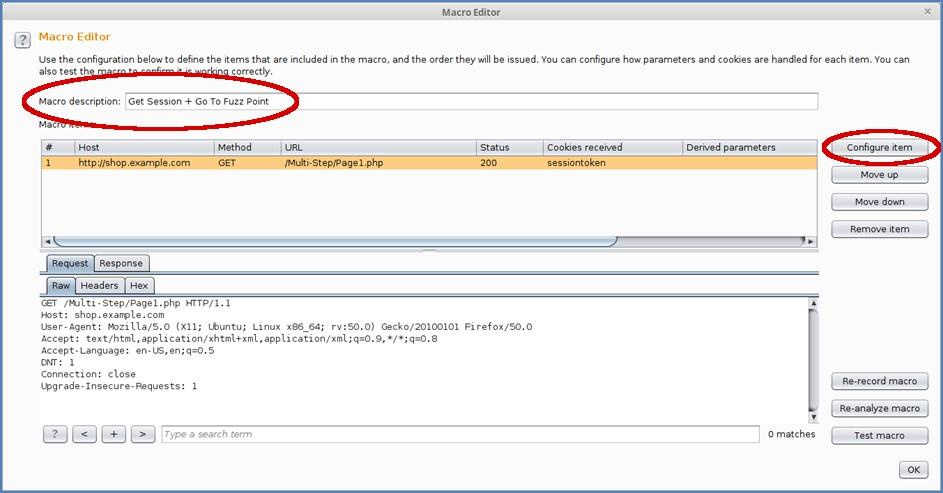 Macro Editor
×
?
Macro Editor
Use the configuration below to define the items that are included in the macro, and the order they will be issued. You can configure how parameters and cookies are handled for each item. You can
also test the macro to confirm it is working correctly.
Macro description: Get Session + Go To Fuzz Point
Macro items:
# Host Method URL Status Cookies received Derived parameters
1 http://shop.example.com GET /Multi-Step/Page1.php 200 sessiontoken
Configure item
Move up
Move down
Remove item
Request Response
Raw Headers Hex
GET /Multi-Step/Page1.php HTTP/1.1
Host: shop.example.com
User-Agent: Mozilla/5.0 (X11; Ubuntu; Linux x86_64; rv:50.0) Gecko/20100101 Firefox/50.0
Accept: text/html,application/xhtml+xml,application/xml;q=0.9,*/*;q=0.8
Accept-Language: en-US,en;q=0.5
DNT: 1
Connection: close
Upgrade-Insecure-Requests: 1
Re-record macro
Re-analyze macro
? < + > Type a search term 0 matches
Test macro
OK